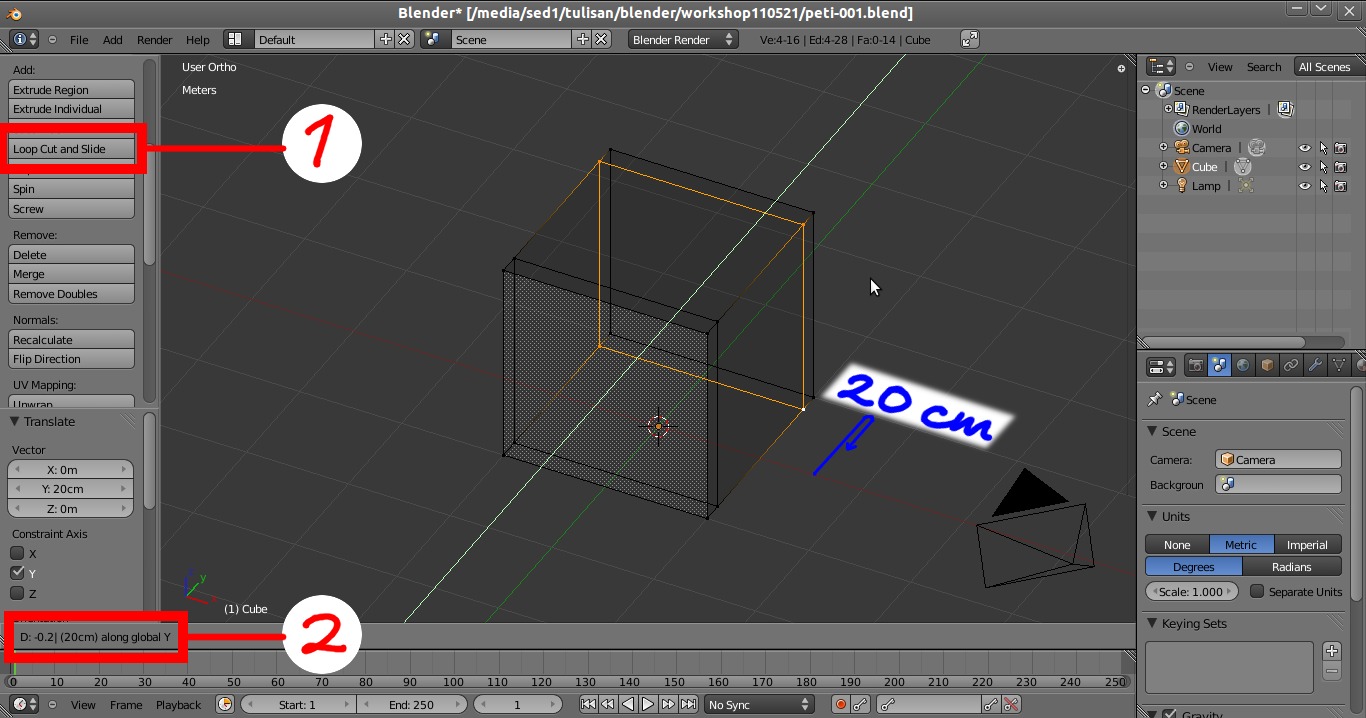 Blender* [/media/sed1/tulisan/blender/workshop110521/peti-001.blend]
File Add Render Help Default Scene Blender Render Ve:4-16 | Ed:4-28 | Fa:0-14 | Cube
Add:
Extrude Region
Extrude Individual
Loop Cut and Slide
Spin
Screw
Remove:
Delete
Merge
Remove Doubles
Normals:
Recalculate
Flip Direction
UV Mapping:
Unwrap
Translate
Vector
X: 0m
Y: 20cm
Z: 0m
Constraint Axis
X
Y
Z
D: -0.2| (20cm) along global Y
1
2
User Ortho
Meters
20 cm
z
y
x
(1) Cube
View Search All Scenes
Scene
RenderLayers |
World
Camera |
Cube |
Lamp |
Scene
Scene
Camera: Camera
Backgroun
Units
None Metric Imperial
Degrees Radians
Scale: 1.000 Separate Units
Keying Sets
Gravity
0 10 20 30 40 50 60 70 80 90 100 110 120 130 140 150 160 170 180 190 200 210 220 230 240 250
View Frame Playback Start: 1 End: 250 1 No Sync